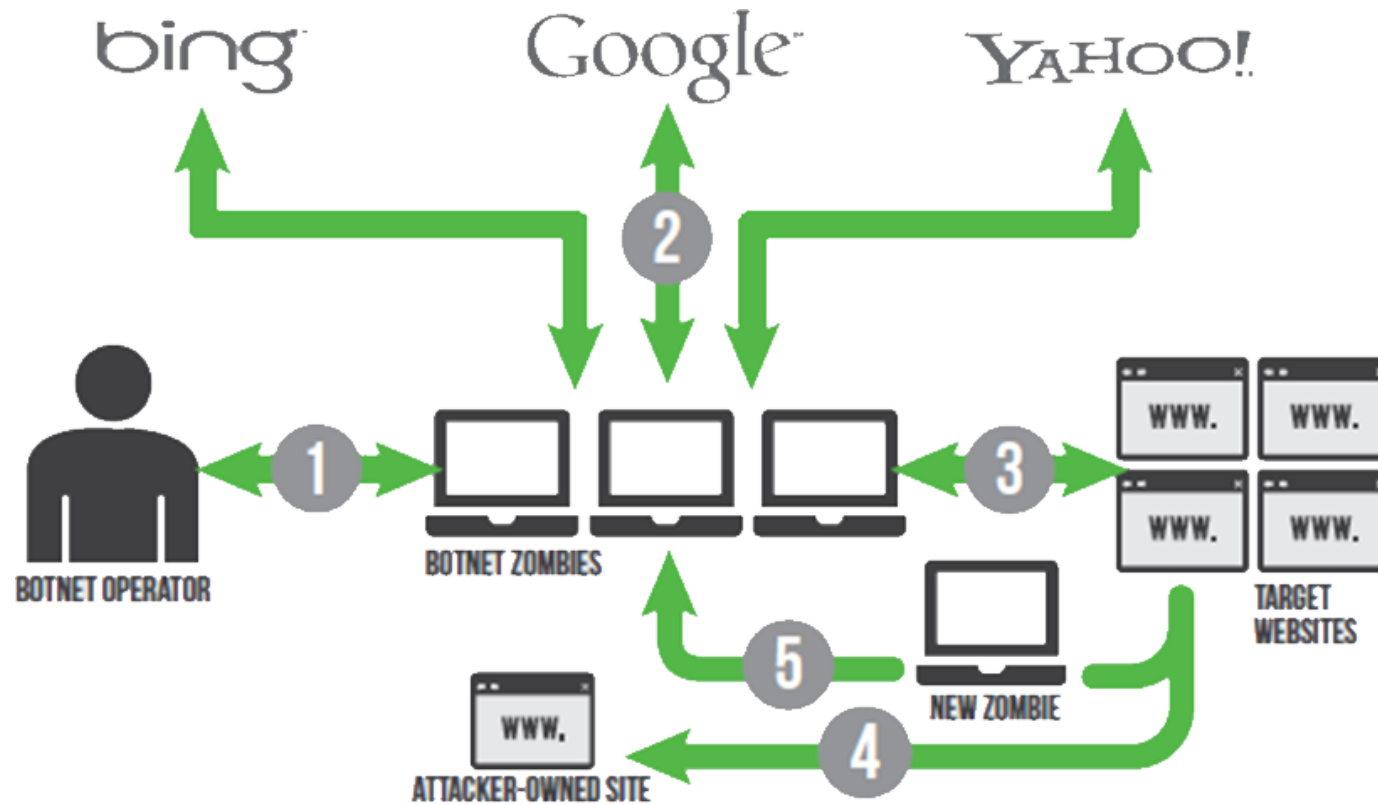 bing
Google
YAHOO!
2
1
3
WWW.
WWW.
WWW.
WWW.
BOTNET OPERATOR
BOTNET ZOMBIES
TARGET
WEBSITES
5
NEW ZOMBIE
WWW.
4
ATTACKER-OWNED SITE